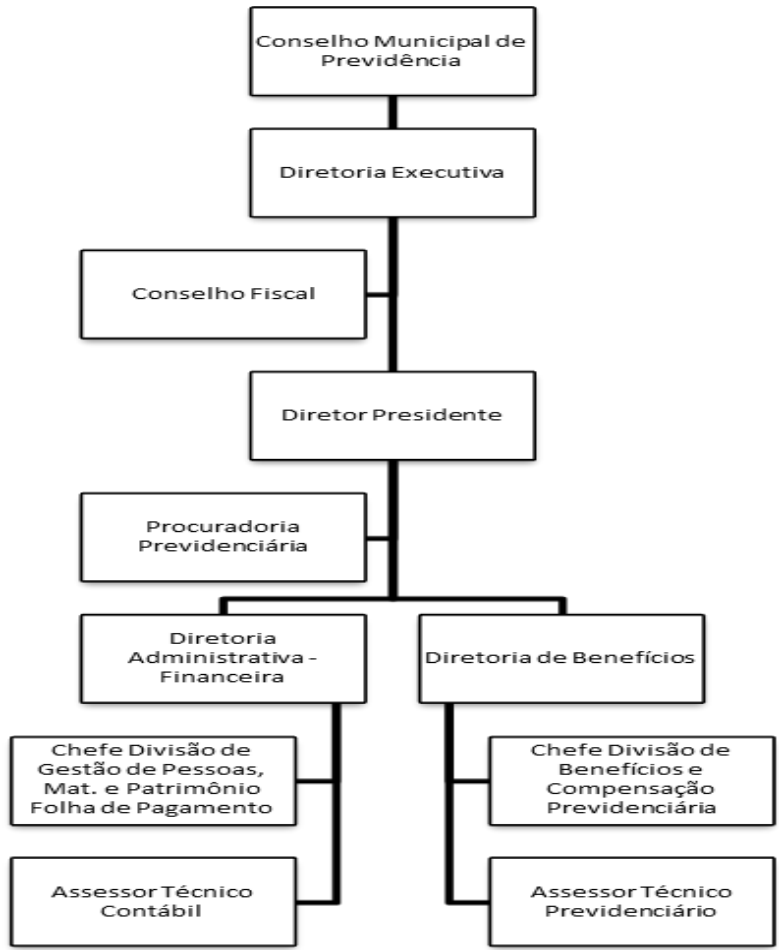 Conselho Municipal de
Previdência
Diretoria Executiva
Conselho Fiscal
Diretor Presidente
Procuradoria
Previdenciária
Diretoria
Administrativa -
Financeira
Diretoria de Benefícios
Chefe Divisão de
Gestão de Pessoas,
Mat. e Patrimônio
Folha de Pagamento
Chefe Divisão de
Benefícios e
Compensação
Previdenciária
Assessor Técnico
Contábil
Assessor Técnico
Previdenciário